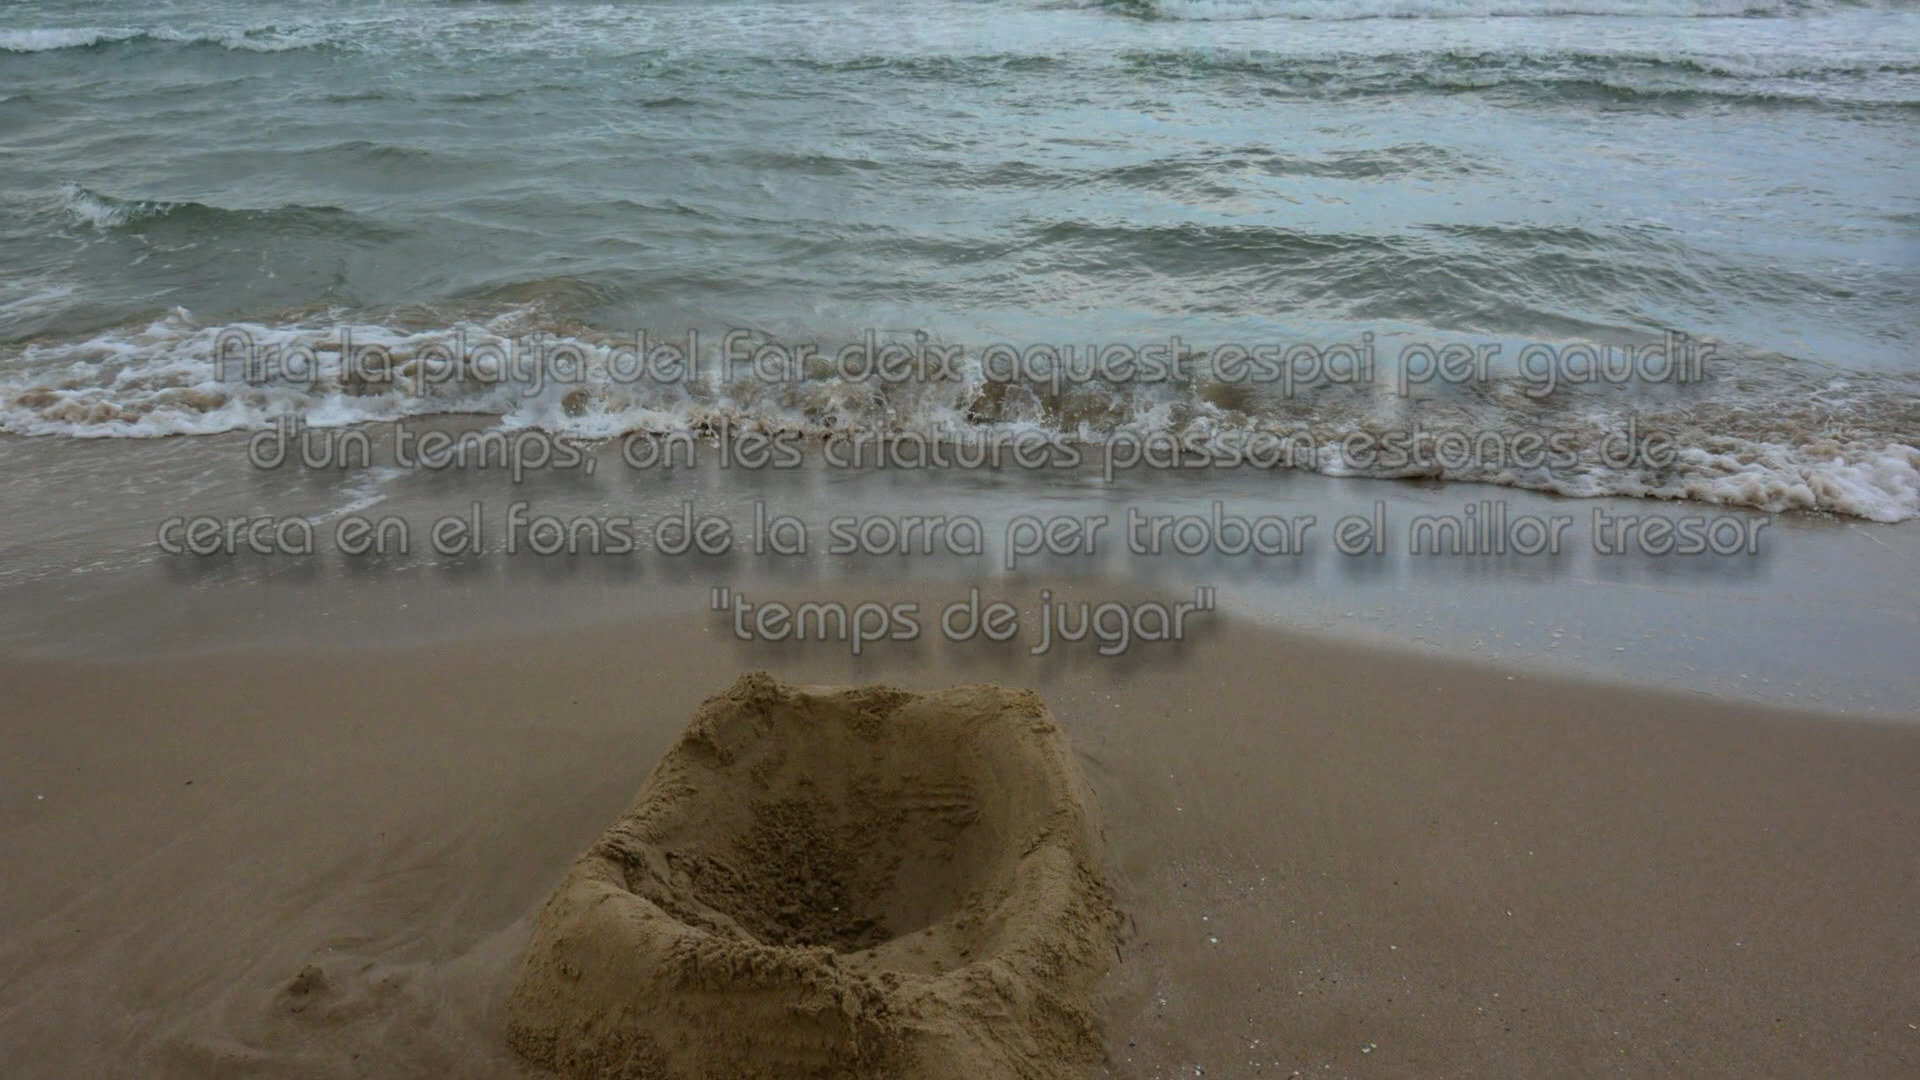 Ara la platja del Far deix aquest espai per gaudir
d'un temps, on les criatures passen estones de
cerca en el fons de la sorra per trobar el millor tresor
"temps de jugar"